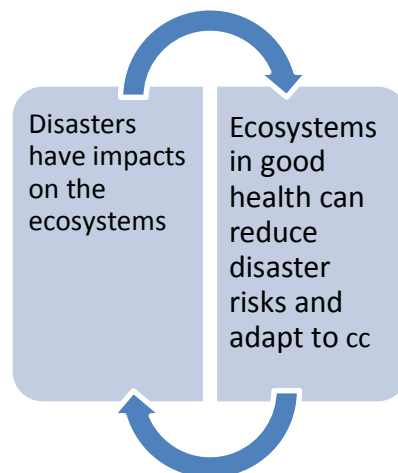 Disasters
have impacts
on the
ecosystems
Ecosystems
in good
health can
reduce
disaster
risks and
adapt to cc